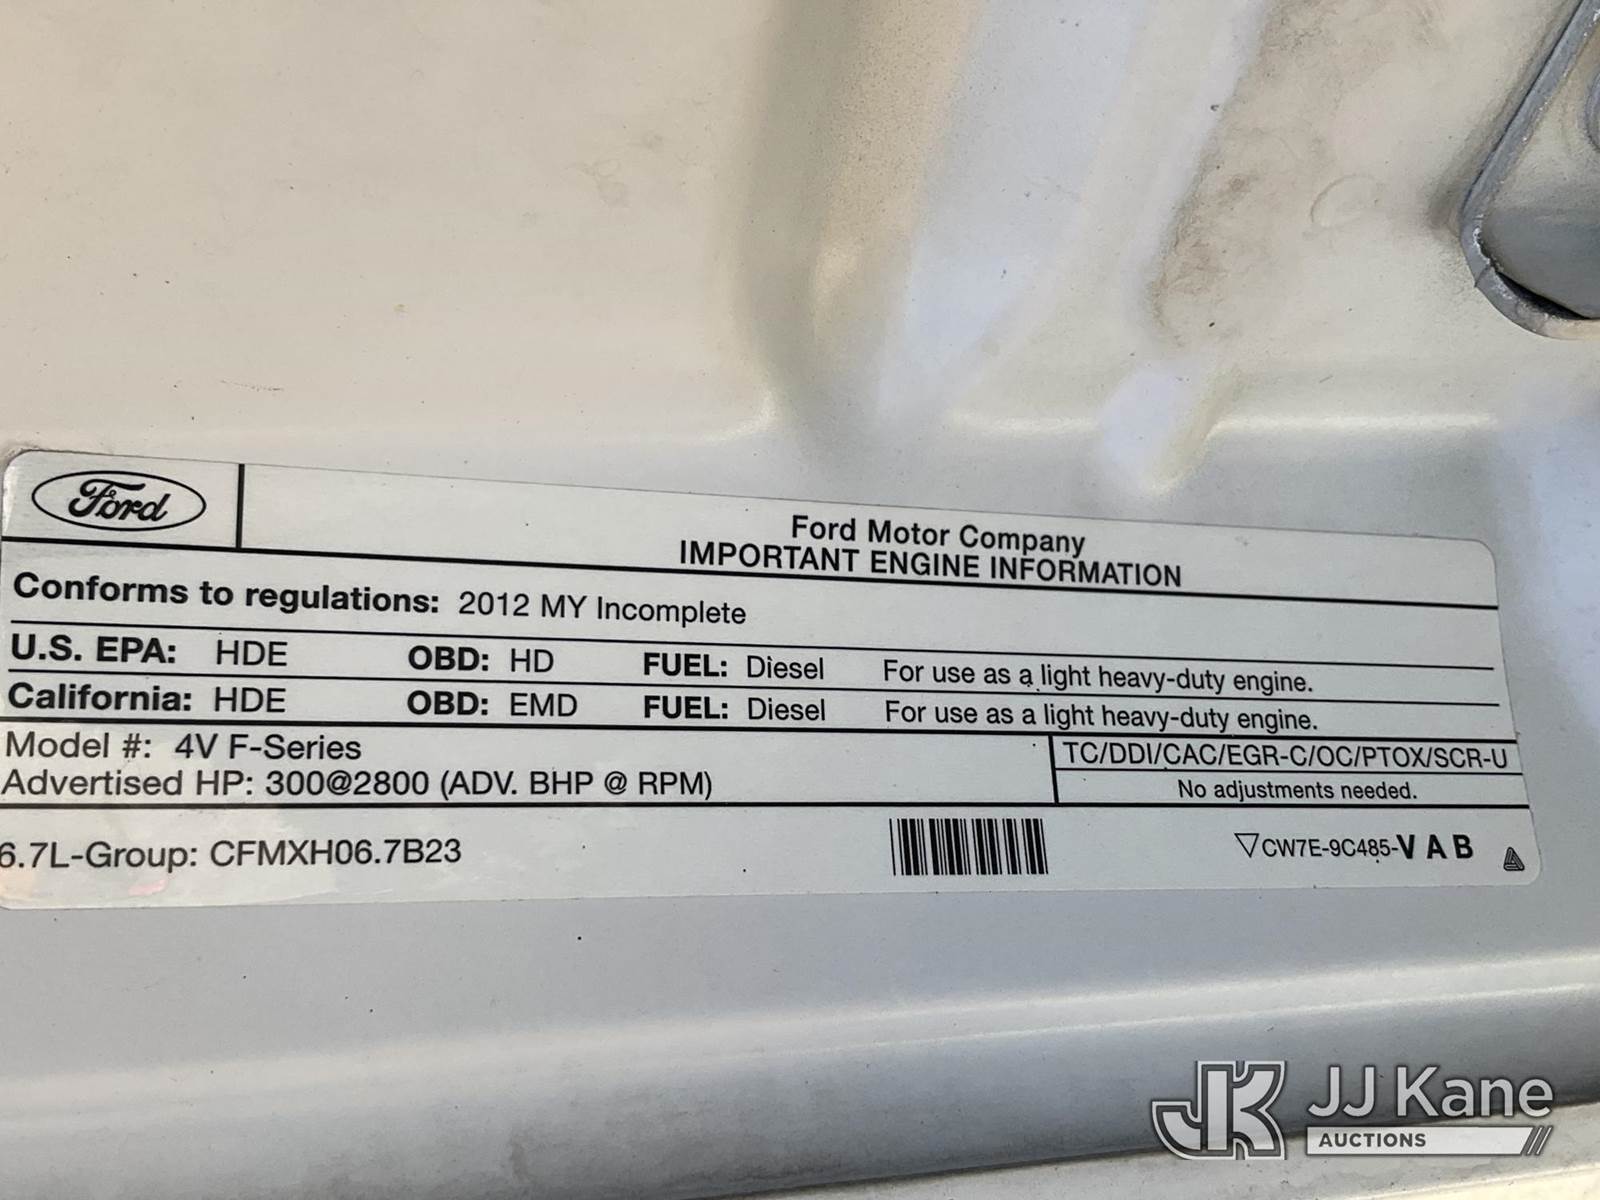 Ford
Ford Motor Company
IMPORTANT ENGINE INFORMATION
Conforms to regulations: 2012 MY Incomplete
U.S. EPA: HDE OBD: HD FUEL: Diesel For use as a light heavy-duty engine.
California: HDE OBD: EMD FUEL: Diesel For use as a light heavy-duty engine.
Model #: 4V F-Series
Advertised HP: 300@2800 (ADV. BHP @ RPM)
TC/DDI/CAC/EGR-C/OC/PTOX/SCR-U
No adjustments needed.
6.7L-Group: CFMXH06.7B23
CW7E-9C485-V A B
JK JJ Kane
AUCTIONS